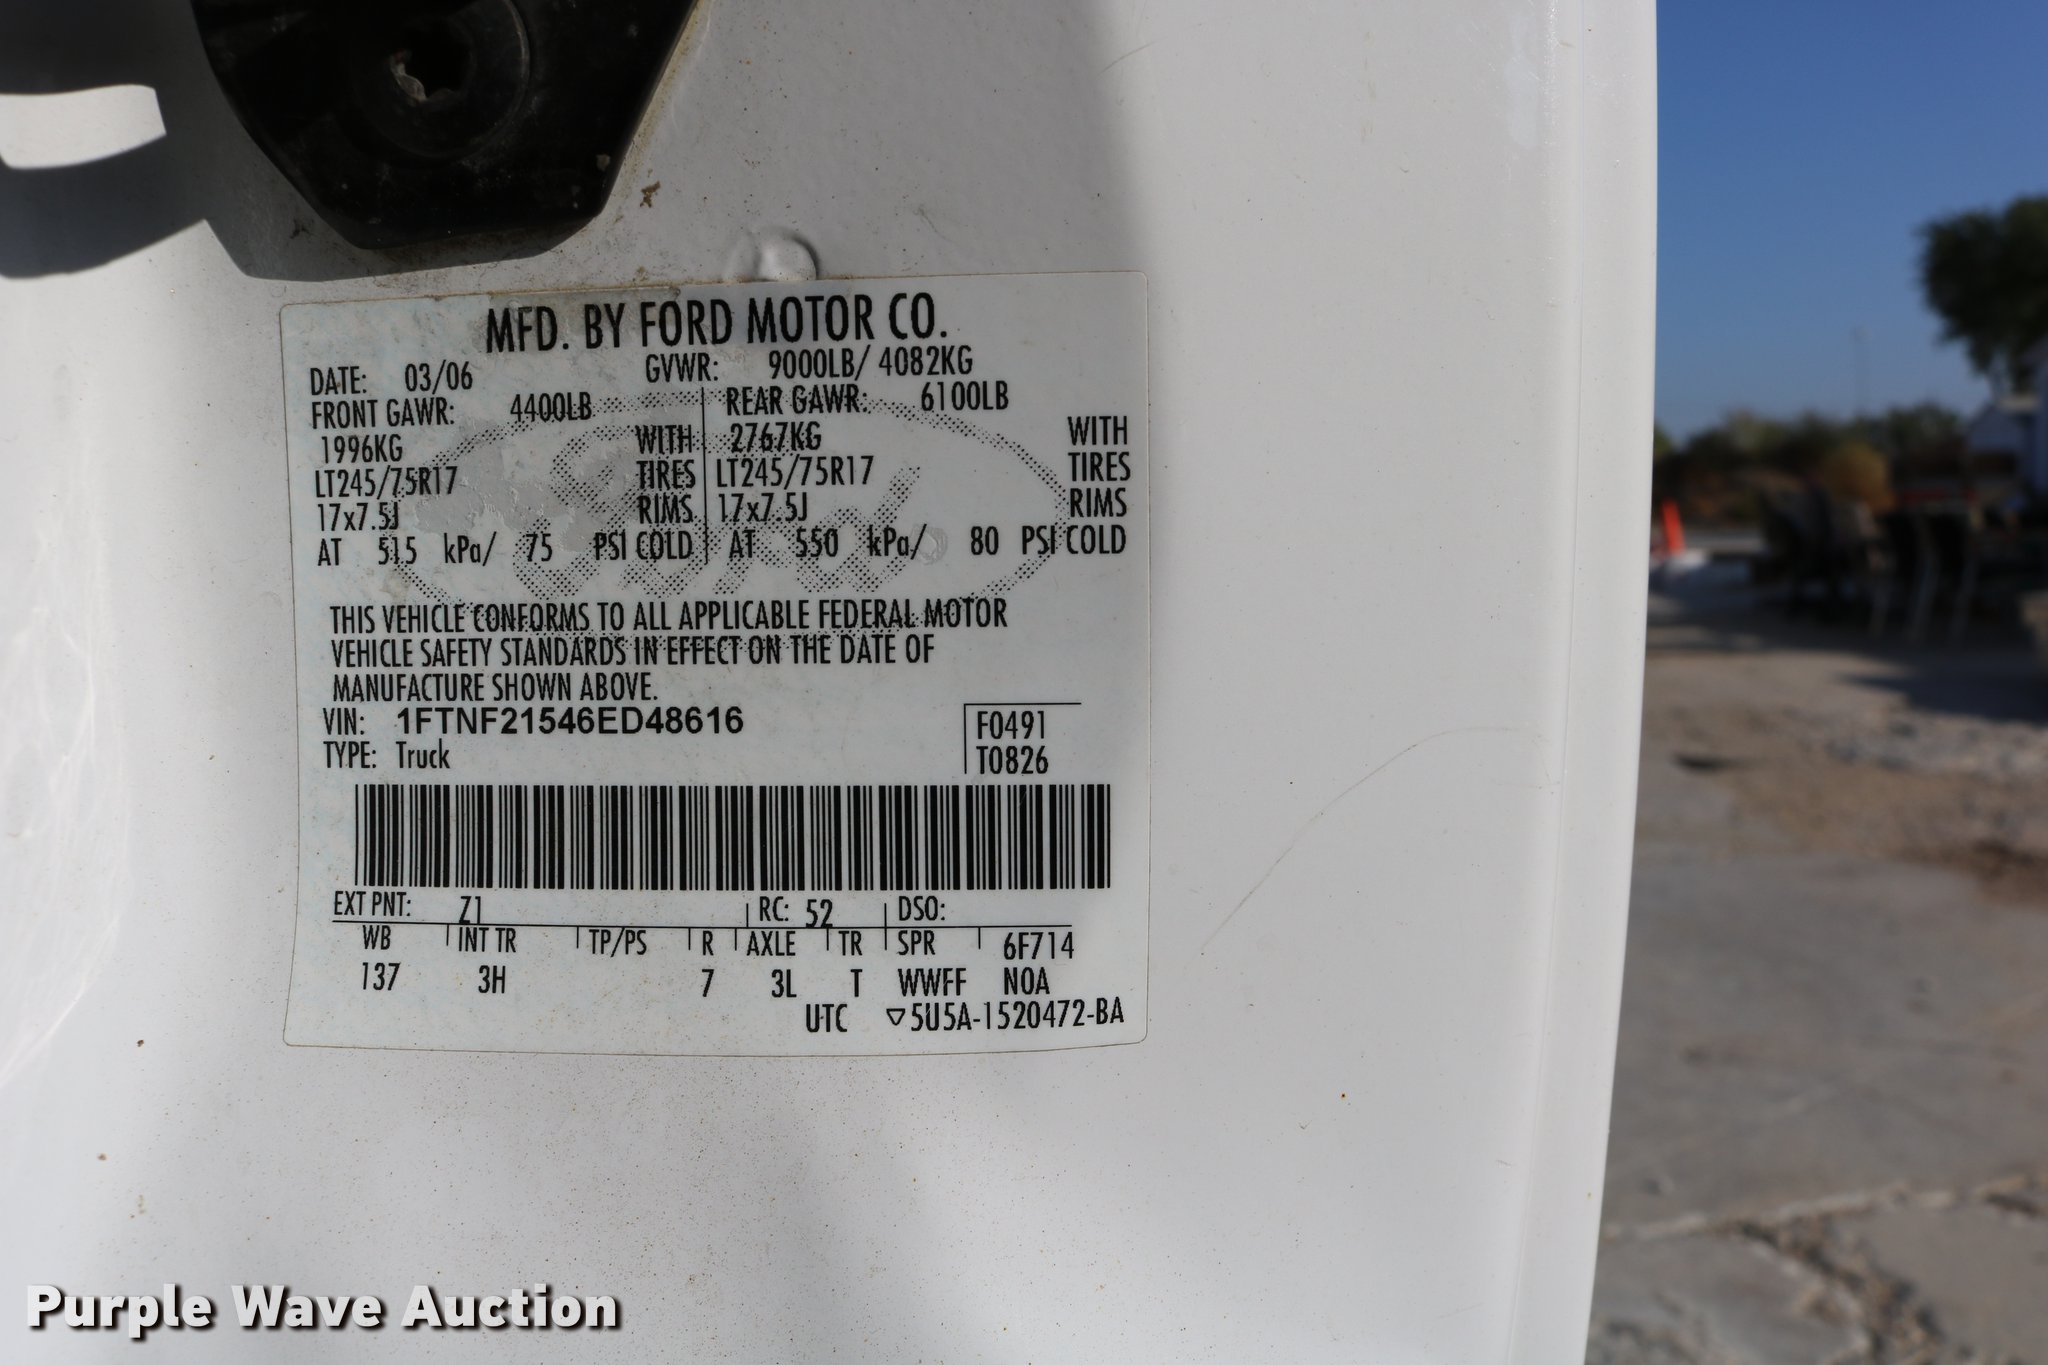 MFD. BY FORD MOTOR CO.
DATE: 03/06 GVWR: 9000LB/ 4082KG
FRONT GAWR: 4400LB REAR GAWR: 6100LB
1996KG WITH 2767KG WITH
LT245/75R17 TIRES LT245/75R17 TIRES
17x7.5J RIMS 17x7.5J RIMS
AT 515 kPa/ 75 PSI COLD AT 550 kPa/ 80 PSI COLD
Ford
THIS VEHICLE CONFORMS TO ALL APPLICABLE FEDERAL MOTOR
VEHICLE SAFETY STANDARDS IN EFFECT ON THE DATE OF
MANUFACTURE SHOWN ABOVE.
VIN: 1FTNF21546ED48616 F0491
TYPE: Truck T0826
EXT PNT: Z1 RC: 52 DSO:
WB INT TR TP/PS R AXLE TR SPR 6F714
137 3H 7 3L T WWFF NOA
UTC ▽5U5A-1520472-BA
Purple Wave Auction